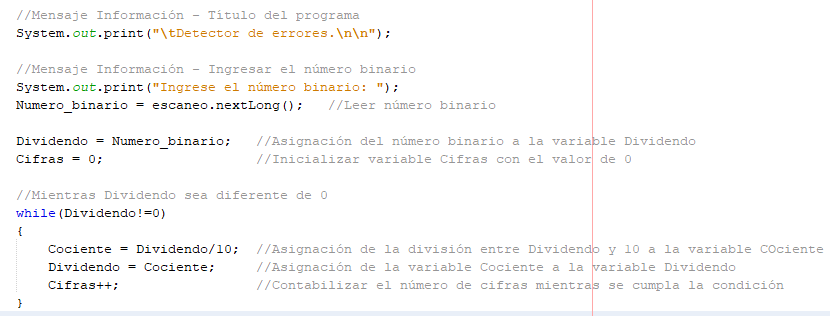 //Mensaje Información - Título del programa
System.out.print("\tDetector de errores.\n\n");
//Mensaje Información - Ingresar el número binario
System.out.print("Ingrese el número binario: ");
Numero_binario = escaneo.nextLong();   //Leer número binario
Dividendo = Numero_binario;   //Asignación del número binario a la variable Dividendo
Cifras = 0;                   //Inicializar variable Cifras con el valor de 0
//Mientras Dividendo sea diferente de 0
while(Dividendo!=0)
{
    Cociente = Dividendo/10;  //Asignación de la división entre Dividendo y 10 a la variable COciente
    Dividendo = Cociente;     //Asignación de la variable Cociente a la variable Dividendo
    Cifras++;                 //Contabilizar el número de cifras mientras se cumpla la condición
}